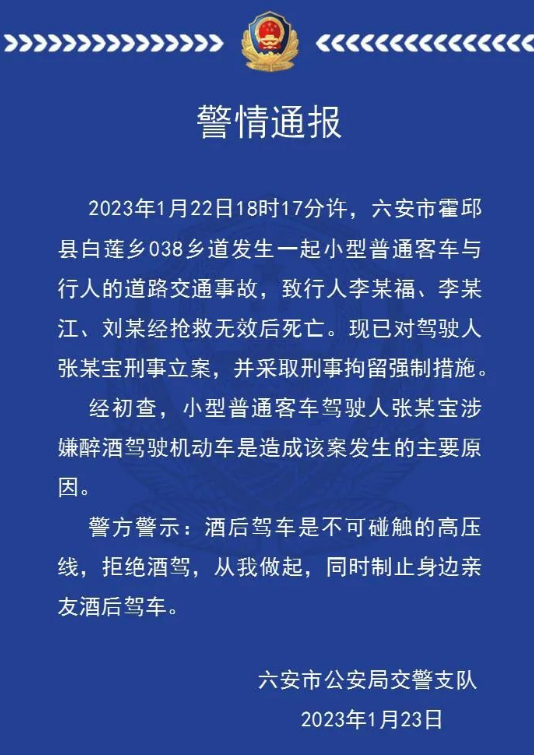 警情通报
2023年1月22日18时17分许，六安市霍邱
县白莲乡038乡道发生一起小型普通客车与
行人的道路交通事故，致行人李某福、李某
江、刘某经抢救无效后死亡。现已对驾驶人
张某宝刑事立案，并采取刑事拘留强制措施。
经初查，小型普通客车驾驶人张某宝涉
嫌醉酒驾驶机动车是造成该案发生的主要原
因。
警方警示：酒后驾车是不可碰触的高压
线，拒绝酒驾，从我做起，同时制止身边亲
友酒后驾车。
六安市公安局交警支队
2023年1月23日